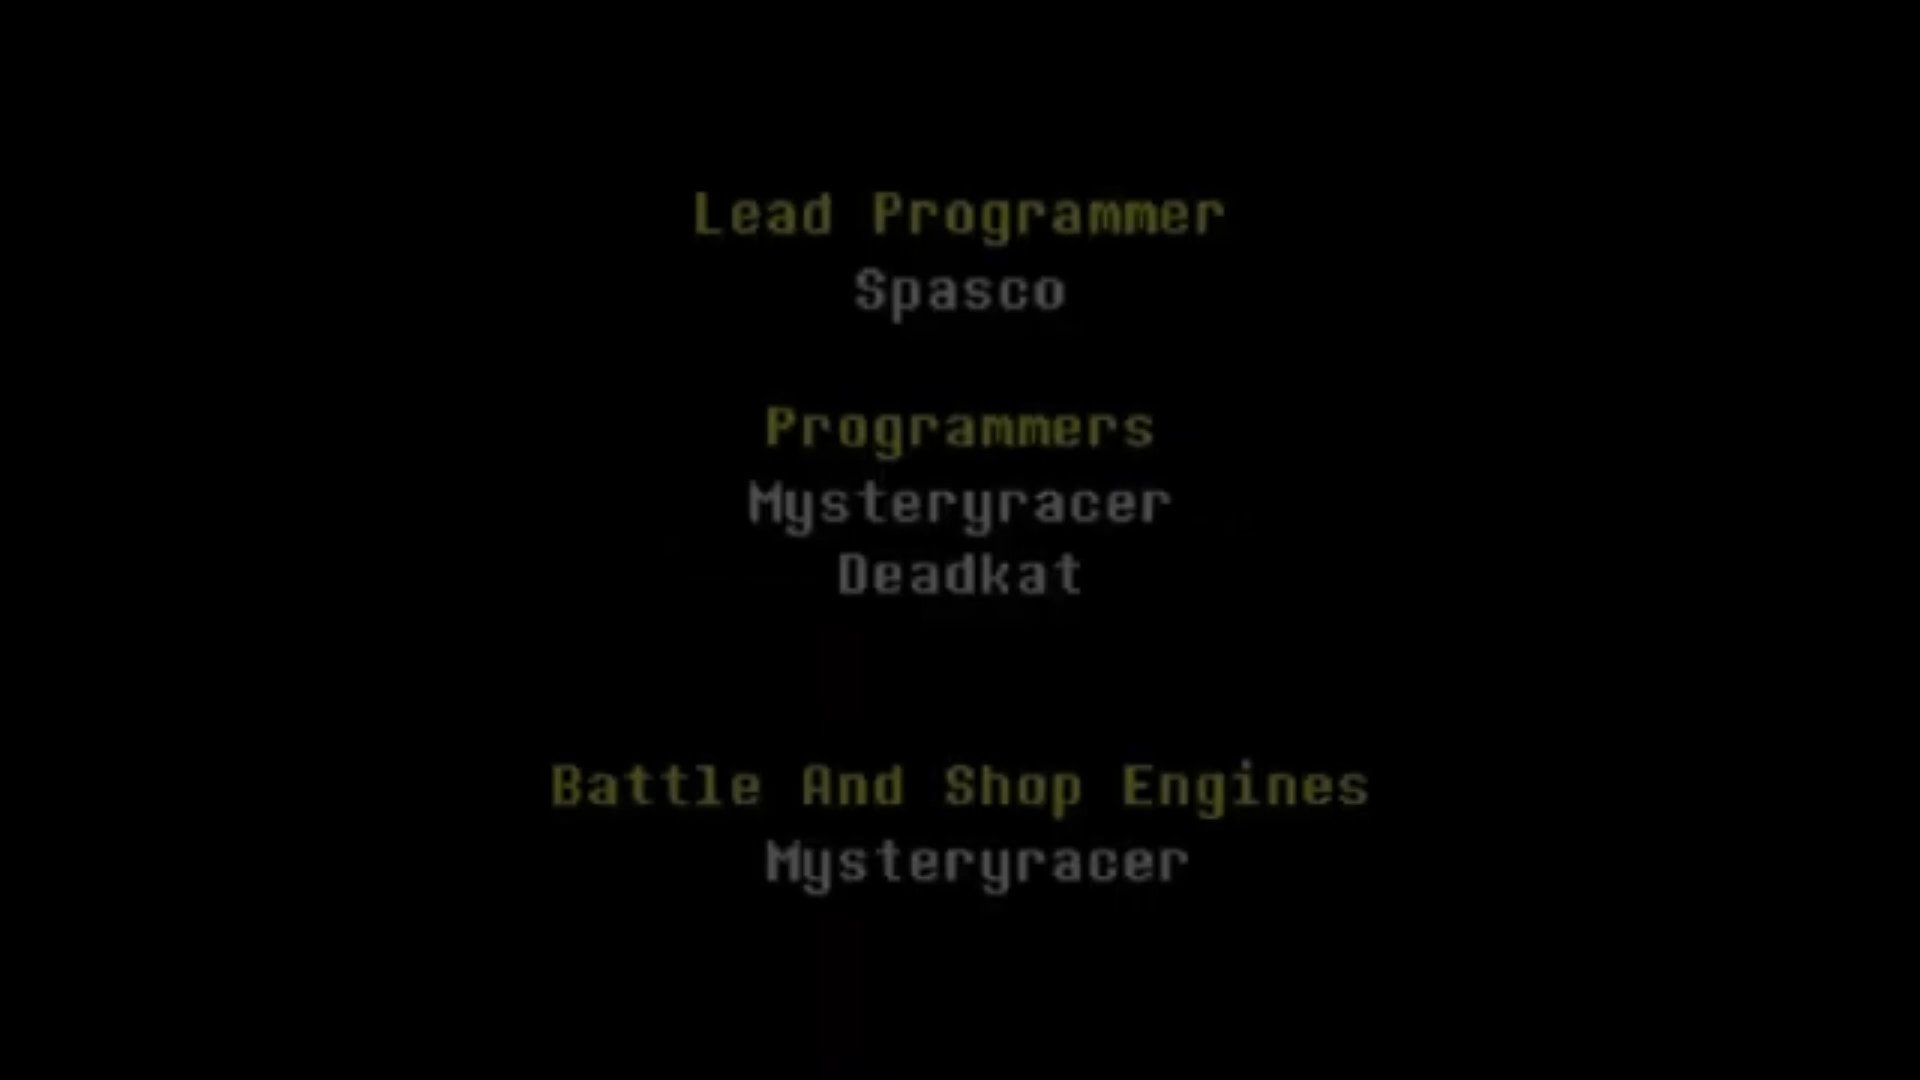 Lead Programmer
Spasco
Programmers
Mysteryracer
Deadkat
Battle And Shop Engines
Mysteryracer